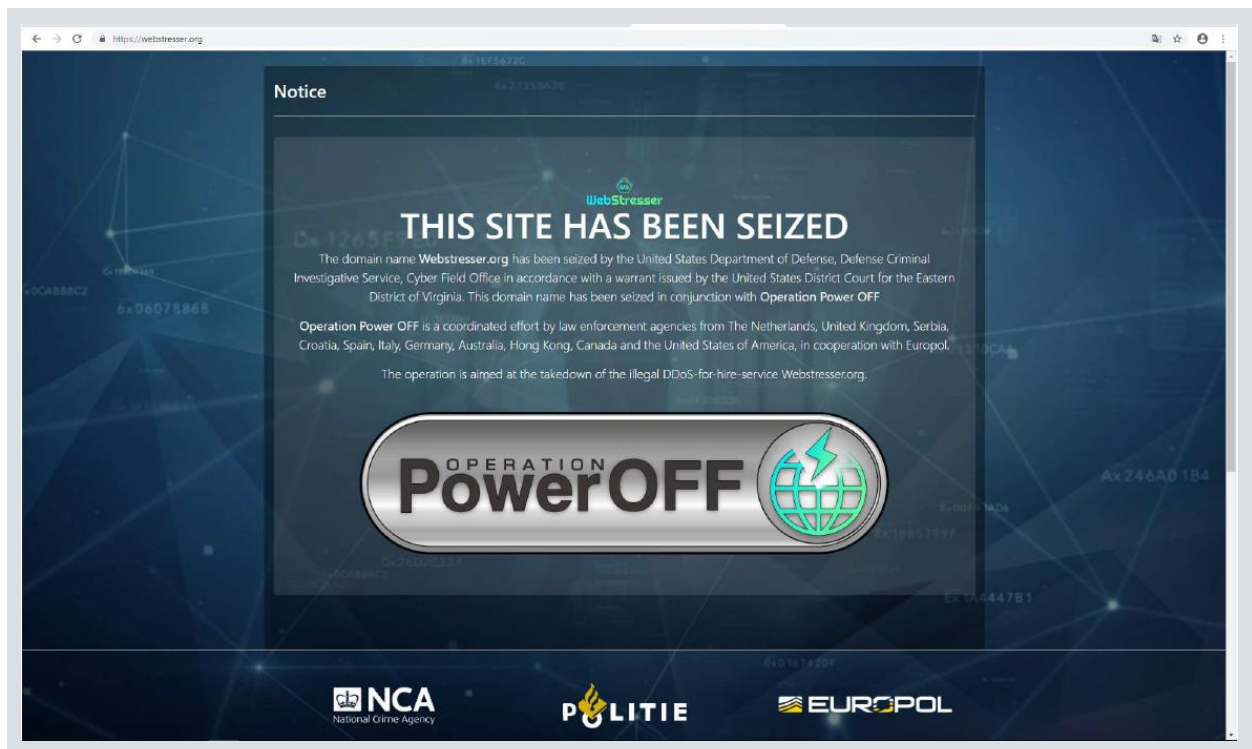 https://webstresser.org
Notice
WebStresser
THIS SITE HAS BEEN SEIZED
The domain name Webstresser.org has been seized by the United States Department of Defense, Defense Criminal
Investigative Service, Cyber Field Office in accordance with a warrant issued by the United States District Court for the Eastern
District of Virginia. This domain name has been seized in conjunction with Operation Power OFF
Operation Power OFF is a coordinated effort by law enforcement agencies from The Netherlands, United Kingdom, Serbia,
Croatia, Spain, Italy, Germany, Australia, Hong Kong, Canada and the United States of America, in cooperation with Europol.
The operation is aimed at the takedown of the illegal DDoS-for-hire-service Webstresser.org.
OPERATION
PowerOFF
6x06078868
Ax246A01B4
NCA
National Crime Agency
POLITIE
EUROPOL